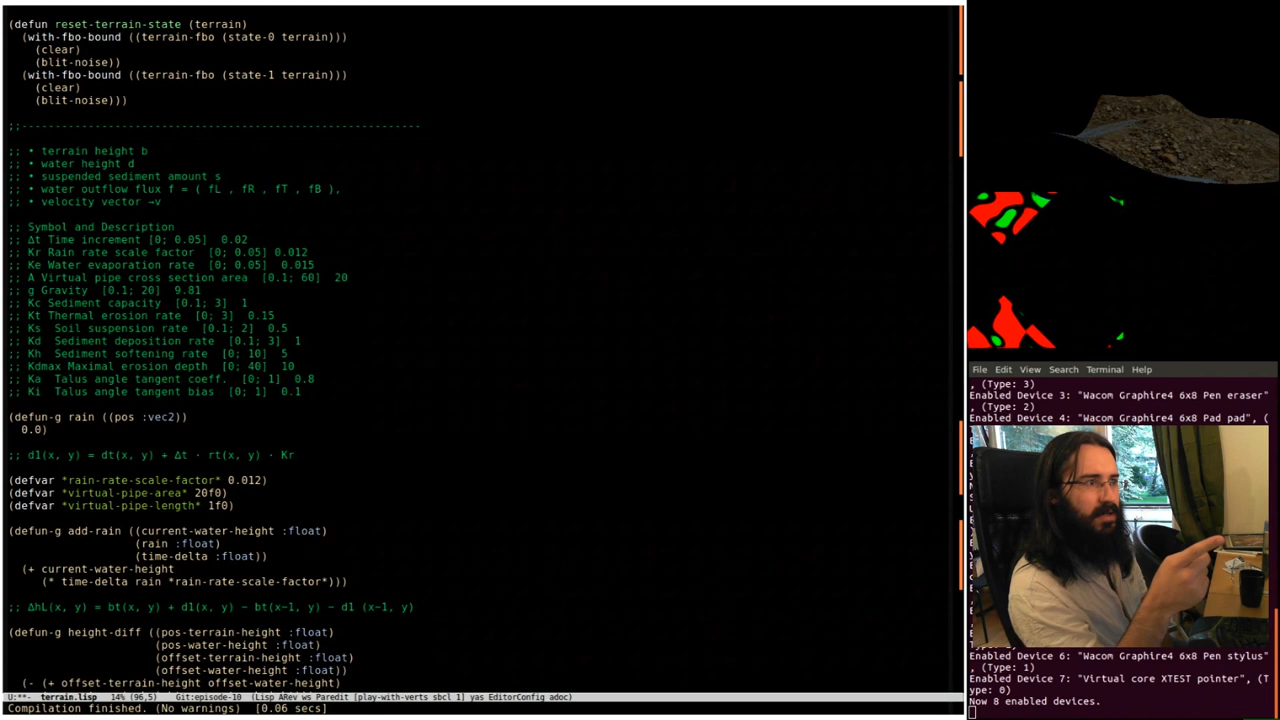 (defun reset-terrain-state (terrain)
(with-fbo-bound ((terrain-fbo (state-0 terrain)))
(clear)
(blit-noise))
(with-fbo-bound ((terrain-fbo (state-1 terrain)))
(clear)
(blit-noise)))
;;------------------------------------------------------------
;; • terrain height b
;; • water height d
;; • suspended sediment amount s
;; • water outflow flux f = ( fL , fR , fT , fB ),
;; • velocity vector →v
;; Symbol and Description
;; Δt Time increment [0; 0.05] 0.02
;; Kr Rain rate scale factor [0; 0.05] 0.012
;; Ke Water evaporation rate [0; 0.05] 0.015
;; A Virtual pipe cross section area [0.1; 60] 20
;; g Gravity [0.1; 20] 9.81
;; Kc Sediment capacity [0.1; 3] 1
;; Kt Thermal erosion rate [0; 3] 0.15
;; Ks Soil suspension rate [0.1; 2] 0.5
;; Kd Sediment deposition rate [0.1; 3] 1
;; Kh Sediment softening rate [0; 10] 5
;; Kdmax Maximal erosion depth [0; 40] 10
;; Ka Talus angle tangent coeff. [0; 1] 0.8
;; Ki Talus angle tangent bias [0; 1] 0.1
(defun-g rain ((pos :vec2))
0.0)
;; d1(x, y) = dt(x, y) + Δt · rt(x, y) · Kr
(defvar *rain-rate-scale-factor* 0.012)
(defvar *virtual-pipe-area* 20f0)
(defvar *virtual-pipe-length* 1f0)
(defun-g add-rain ((current-water-height :float)
(rain :float)
(time-delta :float))
(+ current-water-height
(* time-delta rain *rain-rate-scale-factor*)))
;; ΔhL(x, y) = bt(x, y) + d1(x, y) − bt(x−1, y) − d1 (x−1, y)
(defun-g height-diff ((pos-terrain-height :float)
(pos-water-height :float)
(offset-terrain-height :float)
(offset-water-height :float))
(- (+ offset-terrain-height offset-water-height)
U:**- terrain.lisp 14% (96,5) Git:episode-10 (Lisp ARev ws Paredit [play-with-verts sbcl 1] yas EditorConfig adoc)
Compilation finished. (No warnings) [0.06 secs]
File Edit View Search Terminal Help
, (Type: 3)
Enabled Device 3: "Wacom Graphire4 6x8 Pen eraser"
, (Type: 2)
Enabled Device 4: "Wacom Graphire4 6x8 Pad pad", (
Enabled Device 6: "Wacom Graphire4 6x8 Pen stylus"
, (Type: 1)
Enabled Device 7: "Virtual core XTEST pointer", (T
ype: 0)
Now 8 enabled devices.